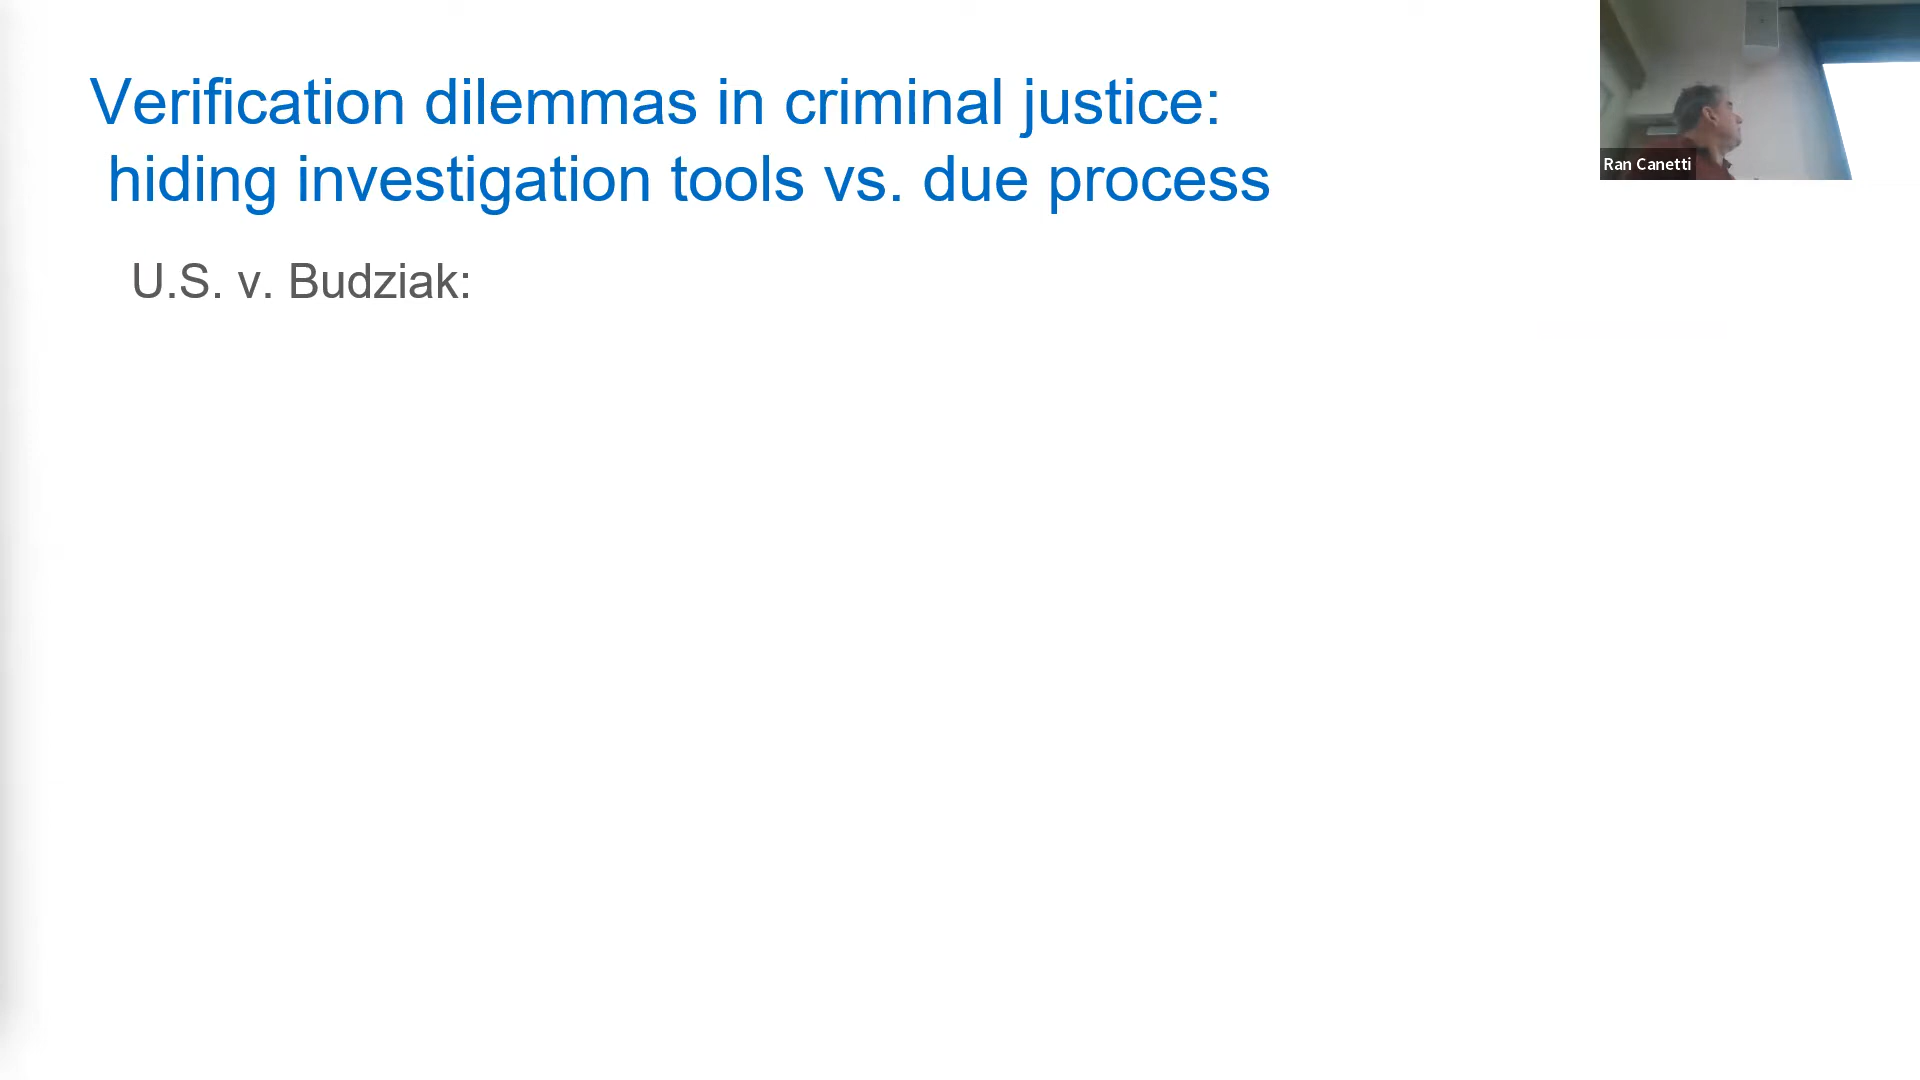 Verification dilemmas in criminal justice:
hiding investigation tools vs. due process
Ran Canetti
U.S. v. Budziak: